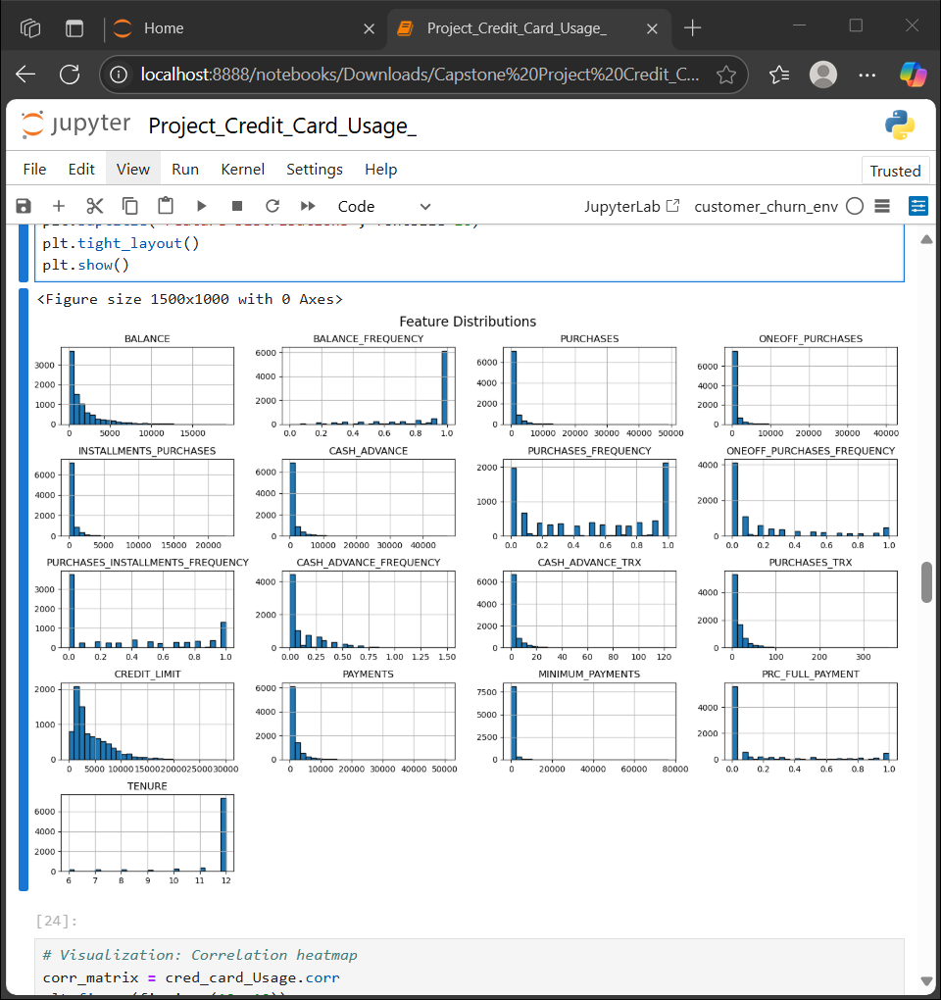 Home
Project_Credit_Card_Usage_
localhost:8888/notebooks/Downloads/Capstone%20Project%20Credit_C...
jupyter Project_Credit_Card_Usage_
File Edit View Run Kernel Settings Help
Trusted
Code
JupyterLab
customer_churn_env
plt.tight_layout()
plt.show()
<Figure size 1500x1000 with 0 Axes>
Feature Distributions
BALANCE
3000
2000
1000
0
0 5000 10000 15000
BALANCE_FREQUENCY
6000
4000
2000
0
0.0 0.2 0.4 0.6 0.8 1.0
PURCHASES
6000
4000
2000
0
0 10000 20000 30000 40000 50000
ONEOFF_PURCHASES
6000
4000
2000
0
0 10000 20000 30000 40000
INSTALLMENTS_PURCHASES
6000
4000
2000
0
0 5000 10000 15000 20000
CASH_ADVANCE
6000
4000
2000
0
0 10000 20000 30000 40000
PURCHASES_FREQUENCY
2000
1000
0
0.0 0.2 0.4 0.6 0.8 1.0
ONEOFF_PURCHASES_FREQUENCY
4000
2000
0
0.0 0.2 0.4 0.6 0.8 1.0
PURCHASES_INSTALLMENTS_FREQUENCY
3000
2000
1000
0
0.0 0.2 0.4 0.6 0.8 1.0
CASH_ADVANCE_FREQUENCY
4000
2000
0
0.00 0.25 0.50 0.75 1.00 1.25 1.50
CASH_ADVANCE_TRX
6000
4000
2000
0
0 20 40 60 80 100 120
PURCHASES_TRX
4000
2000
0
0 100 200 300
CREDIT_LIMIT
2000
1000
0
0 5000 10000 15000 20000 25000 30000
PAYMENTS
6000
4000
2000
0
0 10000 20000 30000 40000 50000
MINIMUM_PAYMENTS
7500
5000
2500
0
0 20000 40000 60000 80000
PRC_FULL_PAYMENT
4000
2000
0
0.0 0.2 0.4 0.6 0.8 1.0
TENURE
6000
4000
2000
0
6 7 8 9 10 11 12
[24]:
# Visualization: Correlation heatmap
corr_matrix = cred_card_Usage.corr